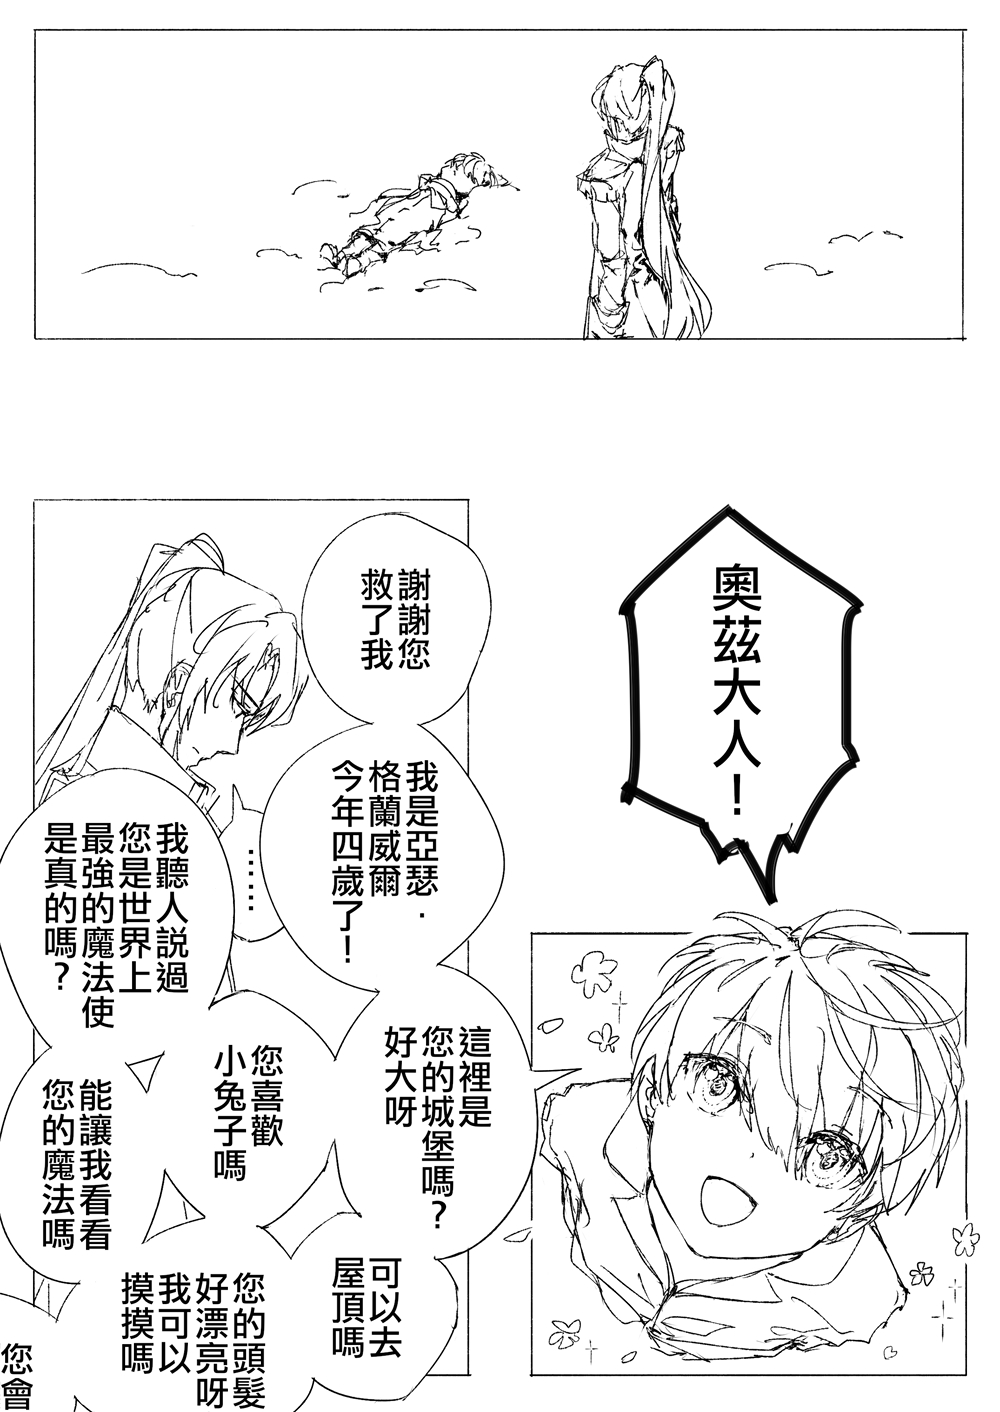 奧茲大人！
謝謝您
救了我
我是亞瑟．
格蘭威爾
今年四歲了！
……
我聽人說過
您是世界上
最強的魔法使
是真的嗎？
這裡是
您的城堡嗎？
好大呀
您喜歡
小兔子嗎
能讓我看看
您的魔法嗎
可以去
屋頂嗎
您的頭髮
好漂亮呀
我可以
摸摸嗎
您會